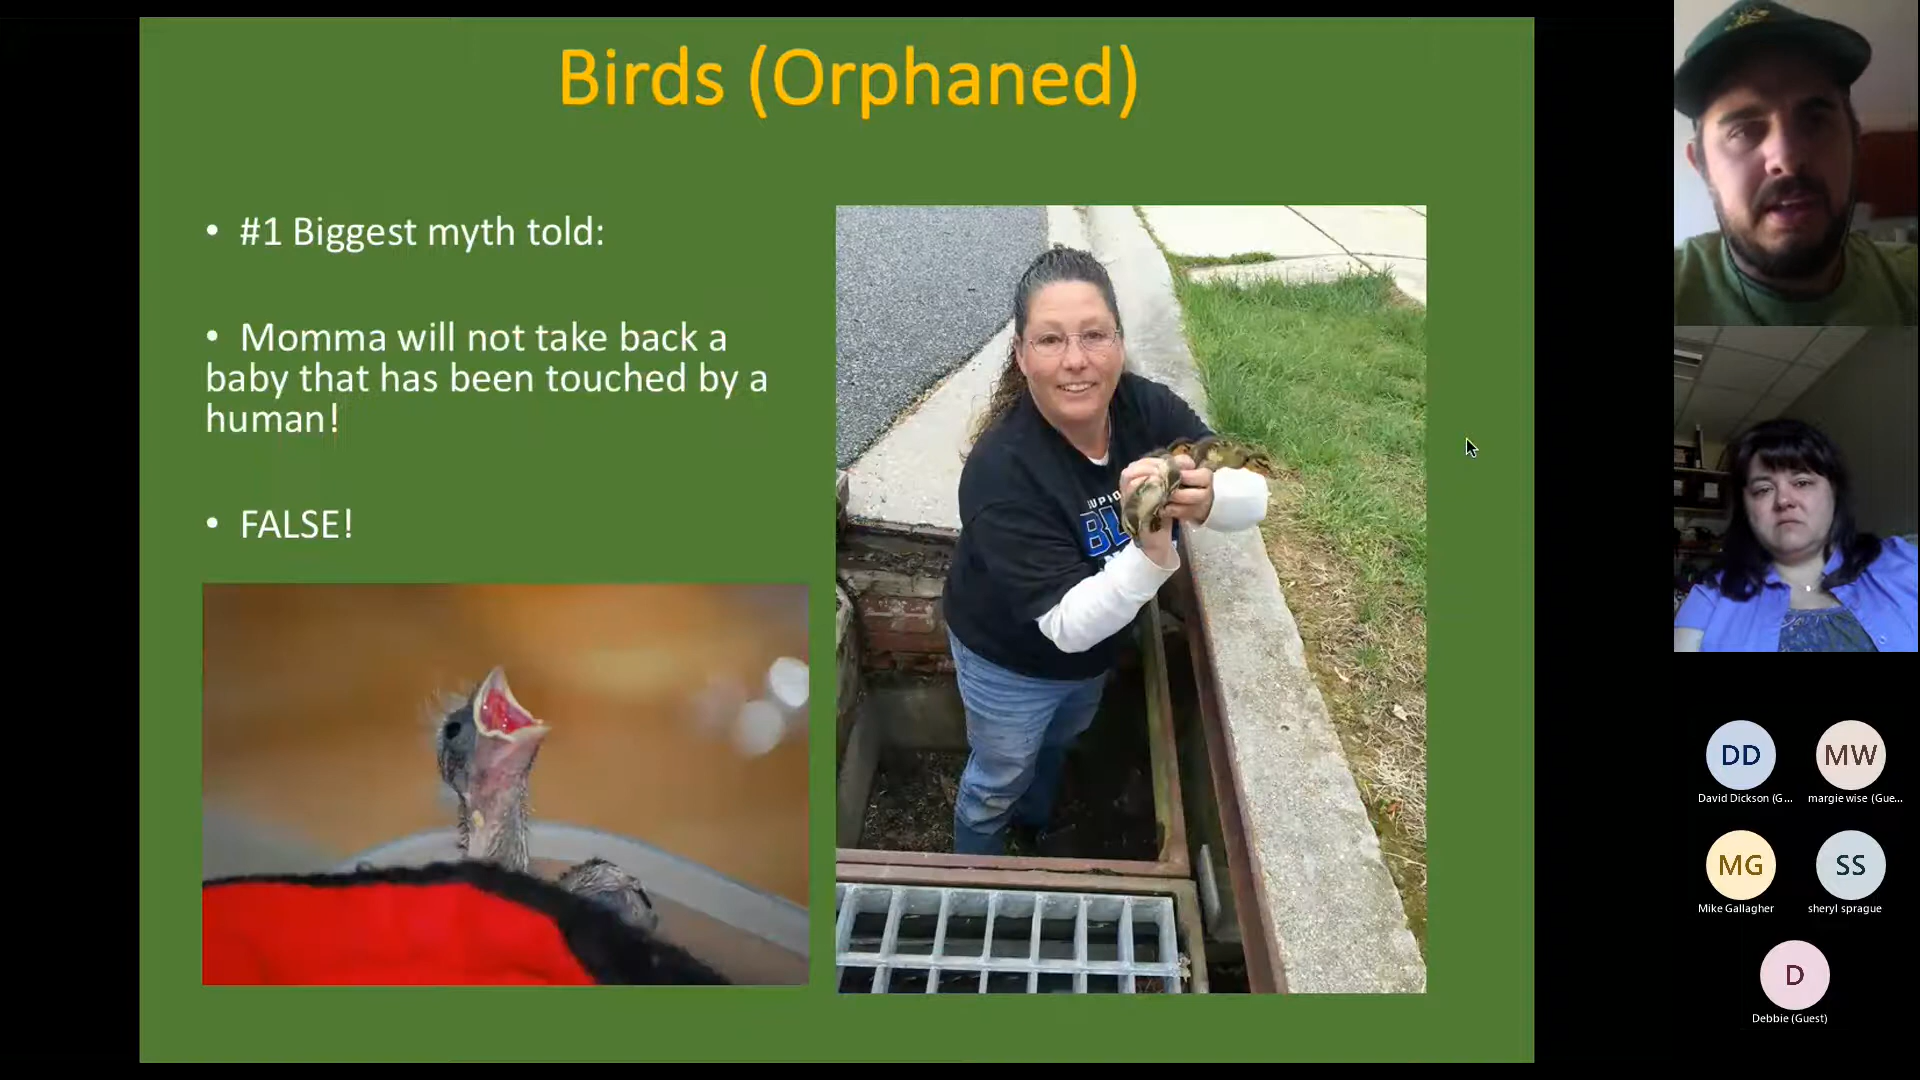 Birds (Orphaned)
• #1 Biggest myth told:
• Momma will not take back a
baby that has been touched by a
human!
• FALSE!
BL
DD
MW
David Dickson (G...
margie wise (Gue...
MG
SS
Mike Gallagher
sheryl sprague
D
Debbie (Guest)